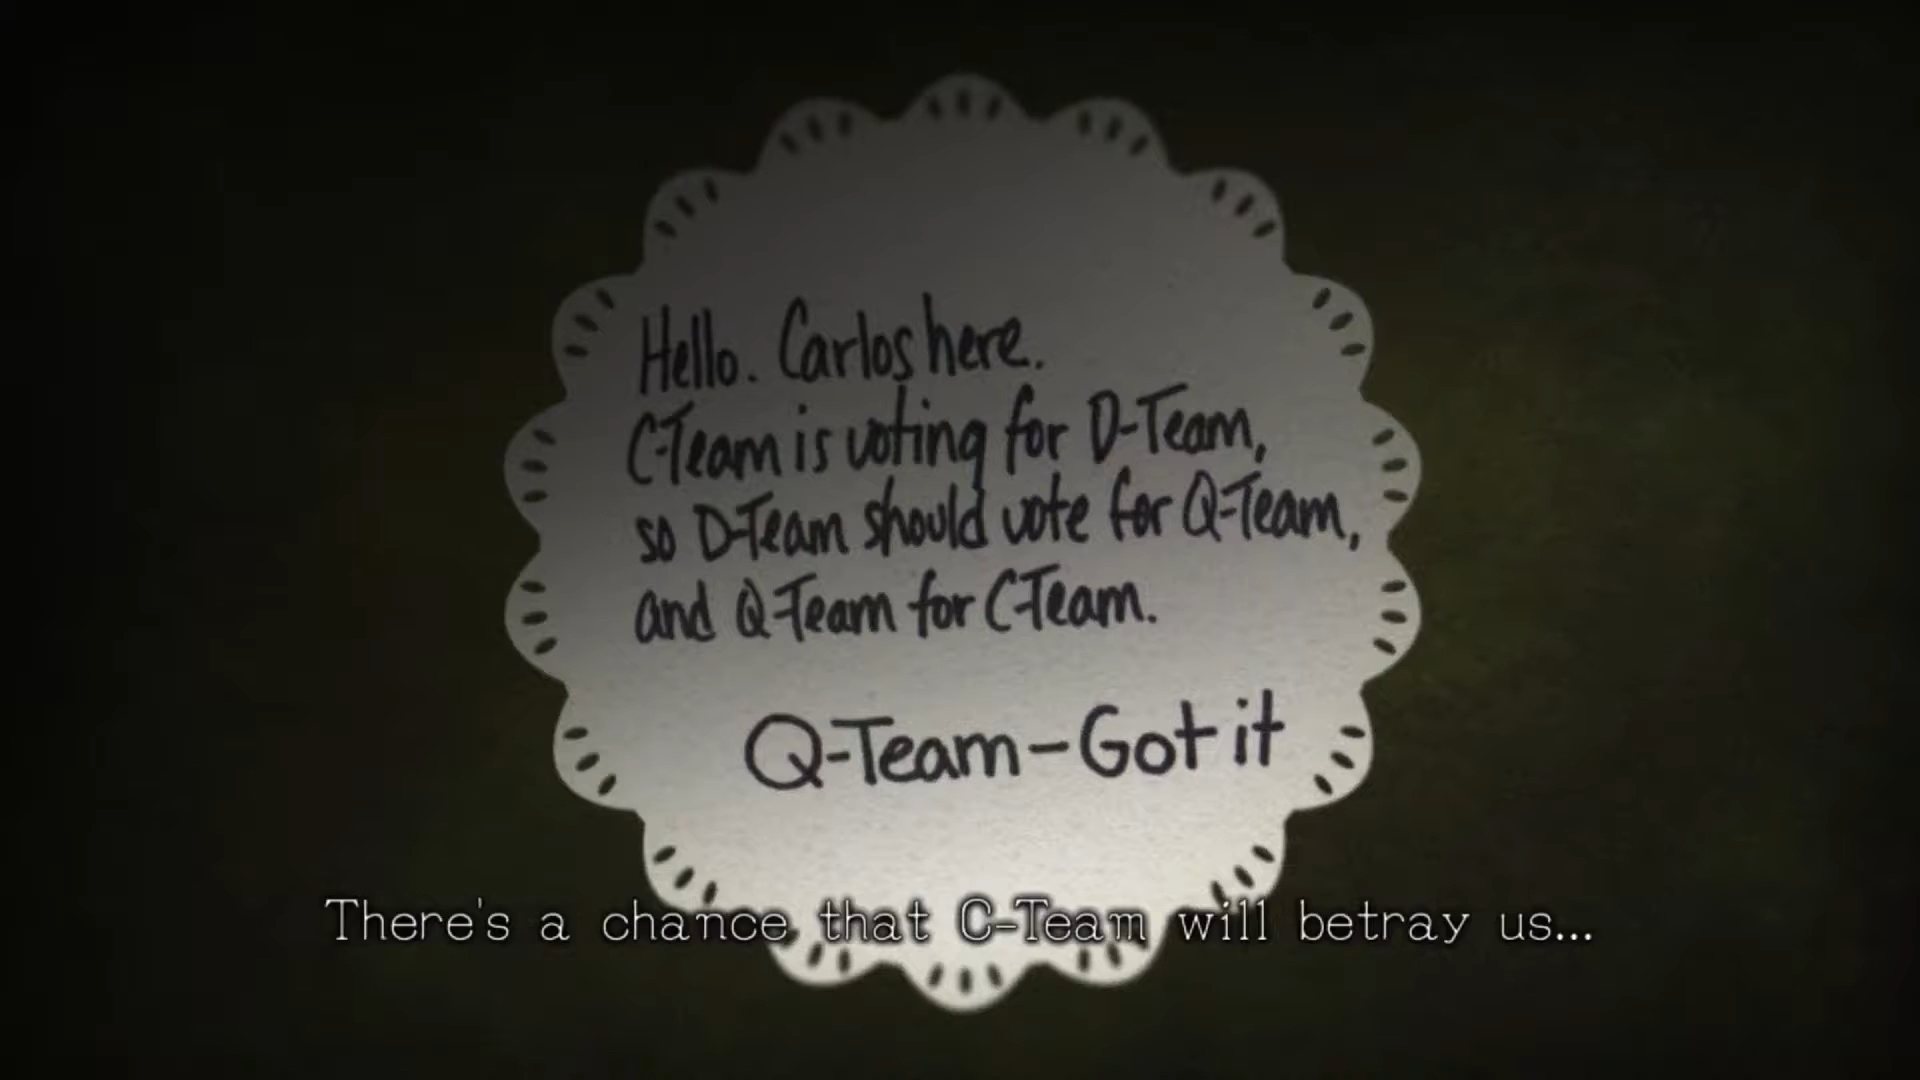 Hello. Carlos here.
C-Team is voting for D-Team,
so D-Team should vote for Q-Team,
and Q-Team for C-Team.
Q-Team-Got it
There's a chance that C-Team will betray us...